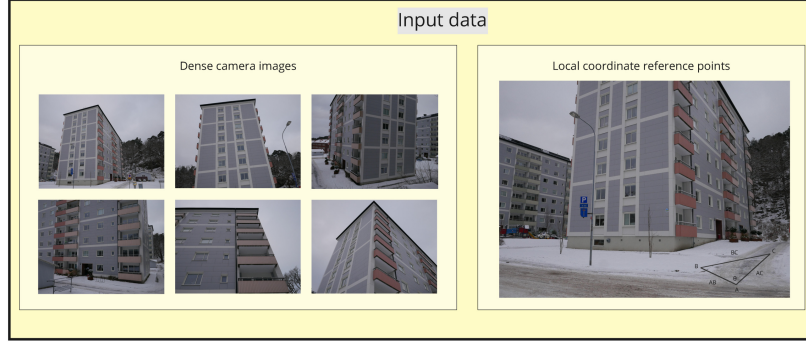 Input data
Dense camera images
Local coordinate reference points
P
BC
B
AC
B
AB
A